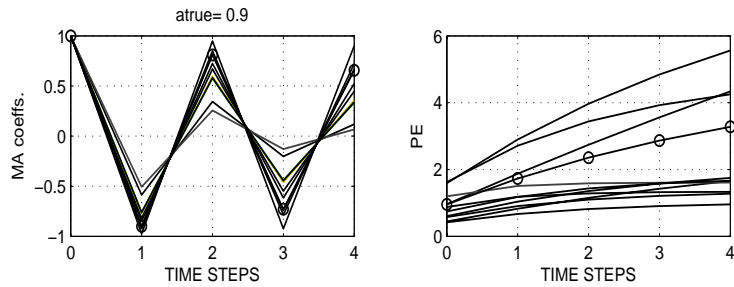 atrue= 0.9
MA coeffs.
1
0.5
0
−0.5
−1
0 1 2 3 4
TIME STEPS
PE
6
4
2
0
0 1 2 3 4
TIME STEPS